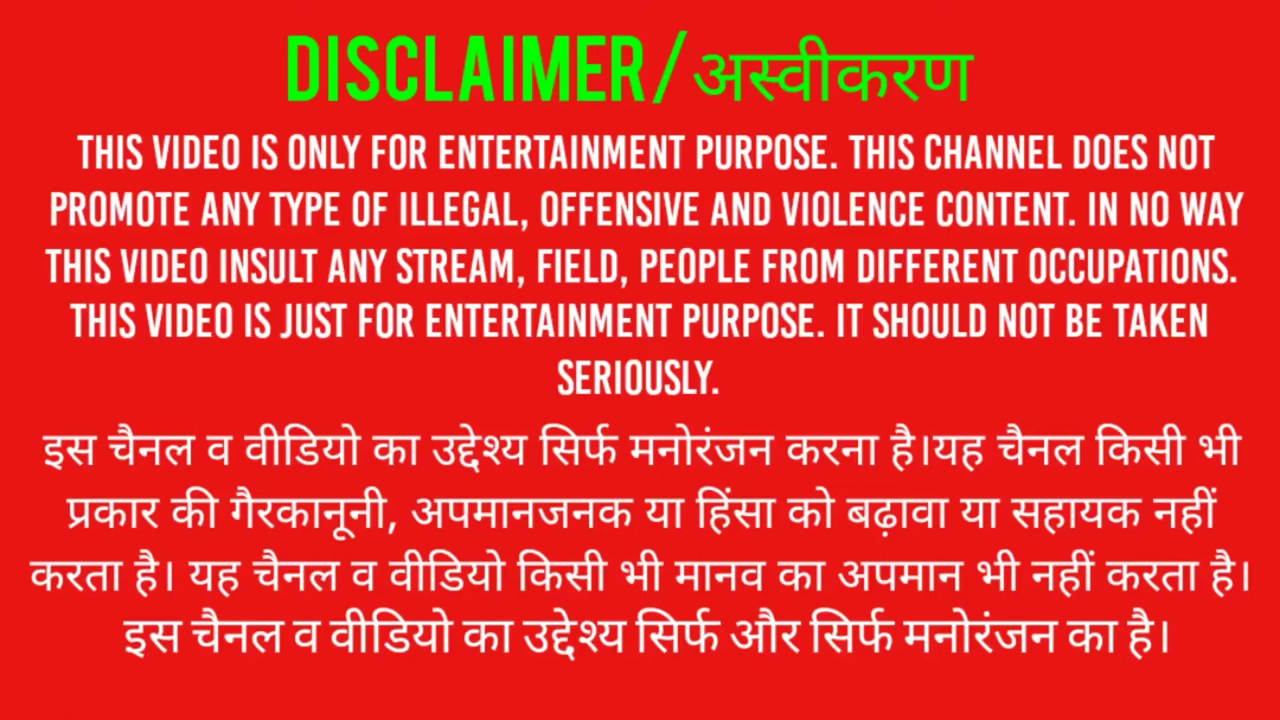 DISCLAIMER/अस्वीकरण
THIS VIDEO IS ONLY FOR ENTERTAINMENT PURPOSE. THIS CHANNEL DOES NOT
PROMOTE ANY TYPE OF ILLEGAL, OFFENSIVE AND VIOLENCE CONTENT. IN NO WAY
THIS VIDEO INSULT ANY STREAM, FIELD, PEOPLE FROM DIFFERENT OCCUPATIONS.
THIS VIDEO IS JUST FOR ENTERTAINMENT PURPOSE. IT SHOULD NOT BE TAKEN
SERIOUSLY.
इस चैनल व वीडियो का उद्देश्य सिर्फ मनोरंजन करना है।यह चैनल किसी भी
प्रकार की गैरकानूनी, अपमानजनक या हिंसा को बढ़ावा या सहायक नहीं
करता है। यह चैनल व वीडियो किसी भी मानव का अपमान भी नहीं करता है।
इस चैनल व वीडियो का उद्देश्य सिर्फ और सिर्फ मनोरंजन का है।